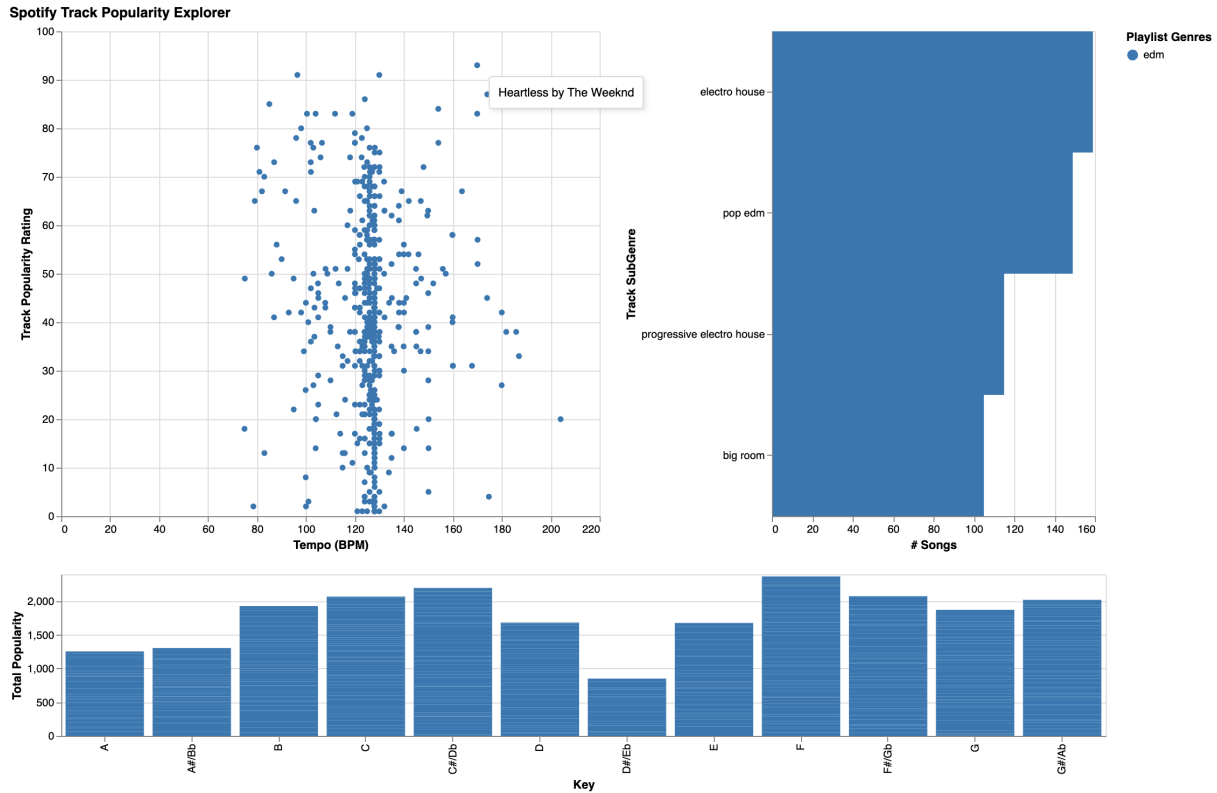 Spotify Track Popularity Explorer
Track Popularity Rating
100
90
80
70
60
50
40
30
20
10
0
0 20 40 60 80 100 120 140 160 180 200 220
Tempo (BPM)
Heartless by The Weeknd
Track SubGenre
electro house
pop edm
progressive electro house
big room
0 20 40 60 80 100 120 140 160
# Songs
Playlist Genres
edm
Total Popularity
2,000
1,500
1,000
500
0
A A#/Bb B C C#/Db D D#/Eb E F F#/Gb G G#/Ab
Key